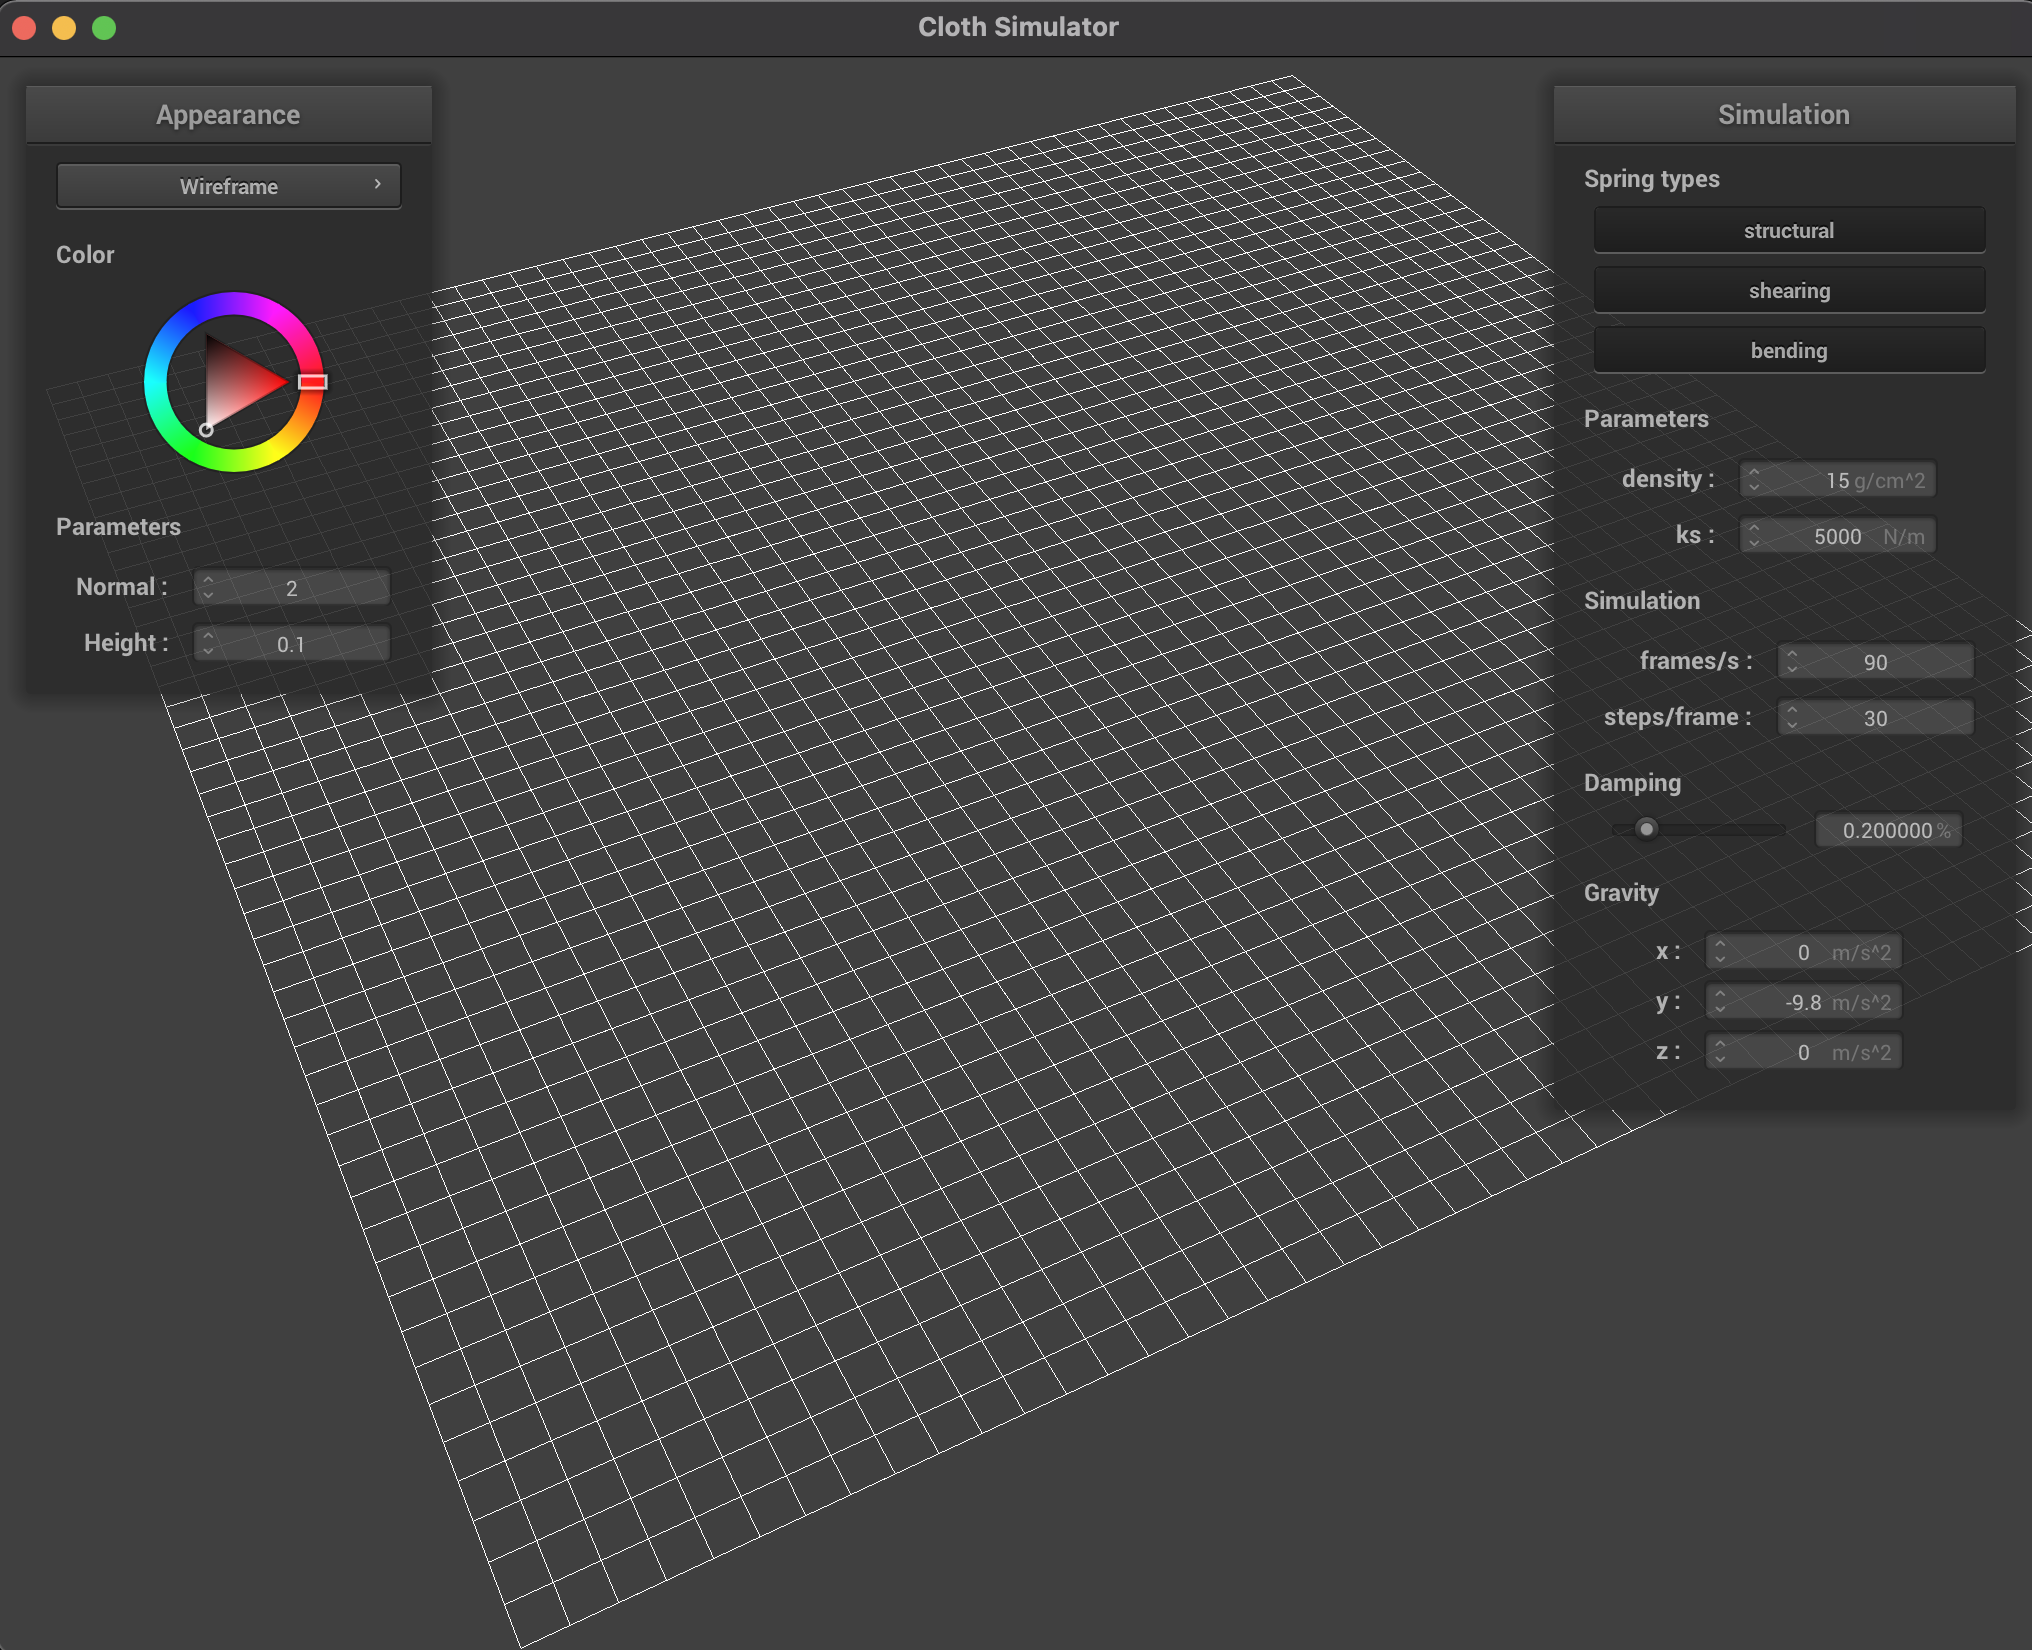 Cloth Simulator
Appearance
Wireframe
Color
Parameters
Normal : 2
Height : 0.1
Simulation
Spring types
structural
shearing
bending
Parameters
density : 15 g/cm^2
ks : 5000 N/m
Simulation
frames/s : 90
steps/frame : 30
Damping
0.200000 %
Gravity
x : 0 m/s^2
y : -9.8 m/s^2
z : 0 m/s^2